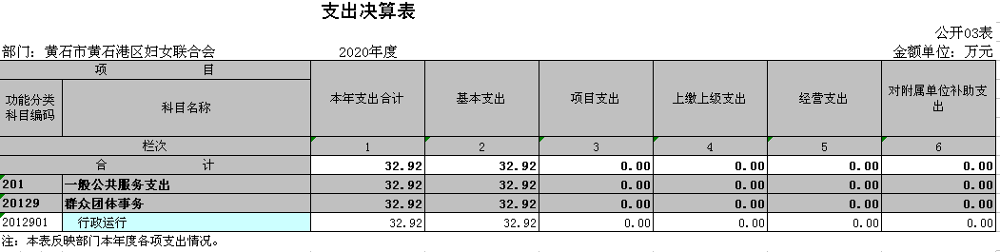 支出决算表
公开03表
部门：黄石市黄石港区妇女联合会 2020年度 金额单位：万元
项 目 本年支出合计 基本支出 项目支出 上缴上级支出 经营支出 对附属单位补助支出
功能分类科目编码 科目名称
栏次 1 2 3 4 5 6
合 计 32.92 32.92 0.00 0.00 0.00 0.00
201 一般公共服务支出 32.92 32.92 0.00 0.00 0.00 0.00
20129 群众团体事务 32.92 32.92 0.00 0.00 0.00 0.00
2012901 行政运行 32.92 32.92 0.00 0.00 0.00 0.00
注：本表反映部门本年度各项支出情况。